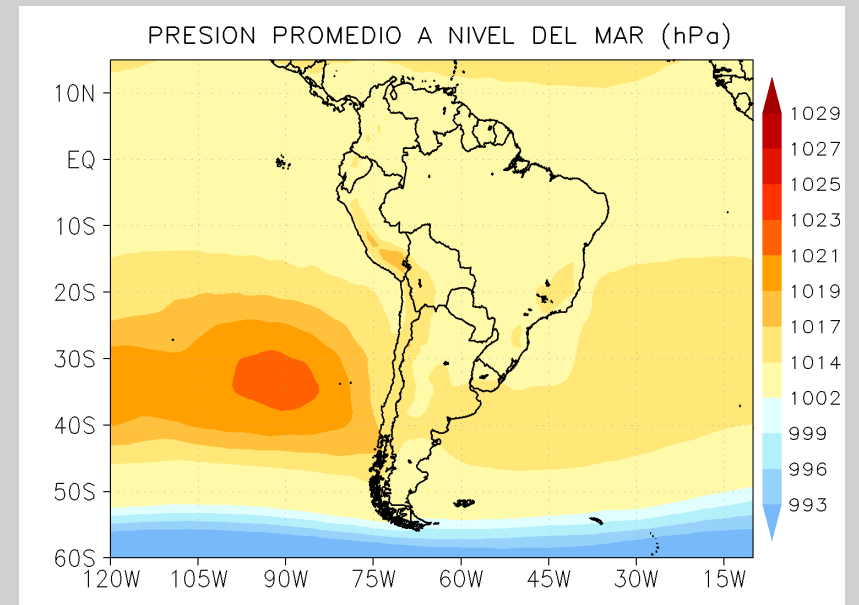 PRESION PROMEDIO A NIVEL DEL MAR (hPa)
10N
EQ
10S
20S
30S
40S
50S
60S
120W 105W 90W 75W 60W 45W 30W 15W
1029
1027
1025
1023
1021
1019
1017
1014
1002
999
996
993